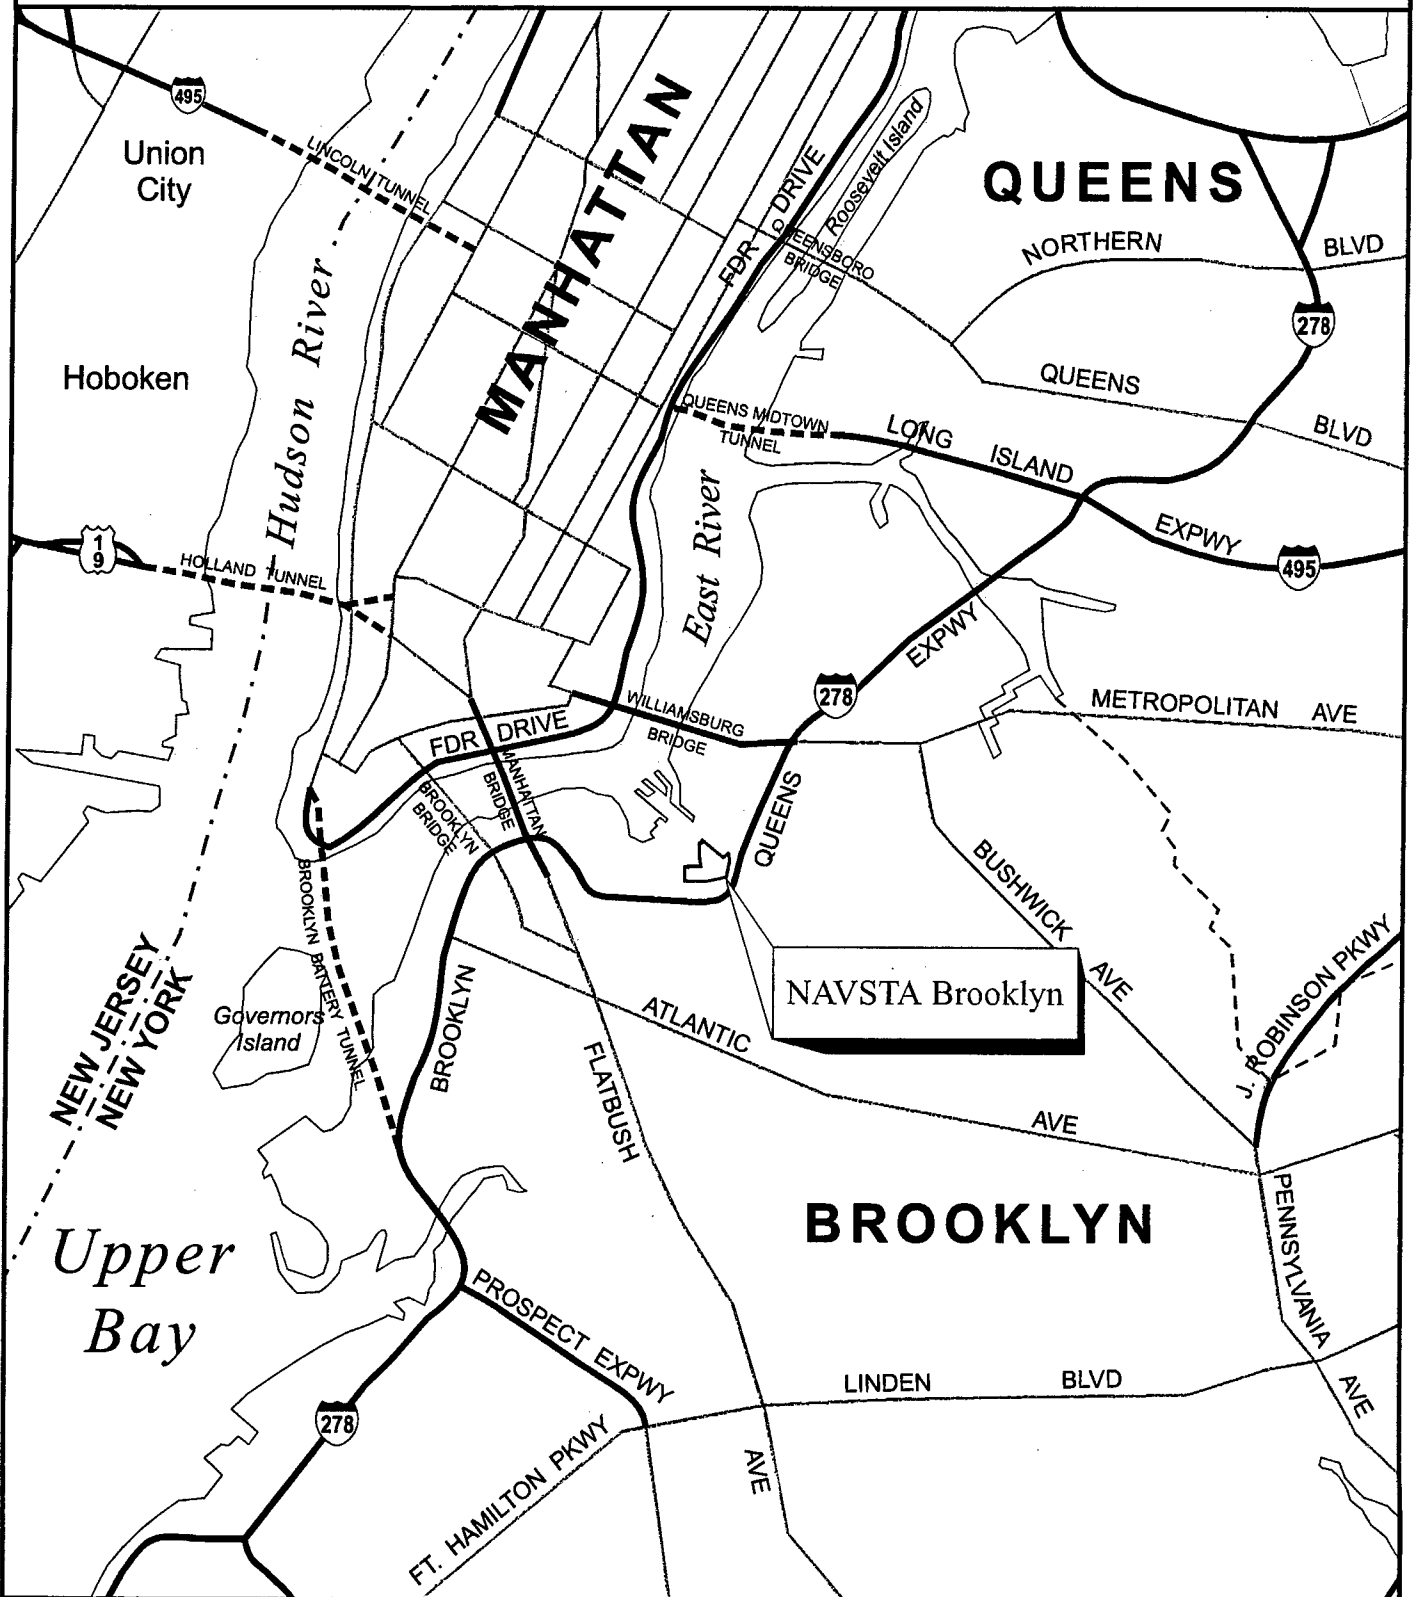 495
Union
City
LINCOLN TUNNEL
MANHATTAN
FDR DRIVE
Roosevelt Island
QUEENSBORO
BRIDGE
QUEENS
NORTHERN BLVD
278
Hoboken
Hudson River
QUEENS BLVD
QUEENS MIDTOWN
TUNNEL
LONG ISLAND EXPWY
495
East River
1
9
HOLLAND TUNNEL
EXPWY
278
WILLIAMSBURG
BRIDGE
METROPOLITAN AVE
FDR DRIVE
MANHATTAN
BRIDGE
BROOKLYN
BRIDGE
QUEENS
BUSHWICK AVE
BROOKLYN BATTERY TUNNEL
NAVSTA Brooklyn
J. ROBINSON PKWY
NEW JERSEY
NEW YORK
Governors
Island
BROOKLYN
ATLANTIC AVE
FLATBUSH AVE
BROOKLYN
PENNSYLVANIA AVE
Upper
Bay
PROSPECT EXPWY
LINDEN BLVD
278
FT. HAMILTON PKWY